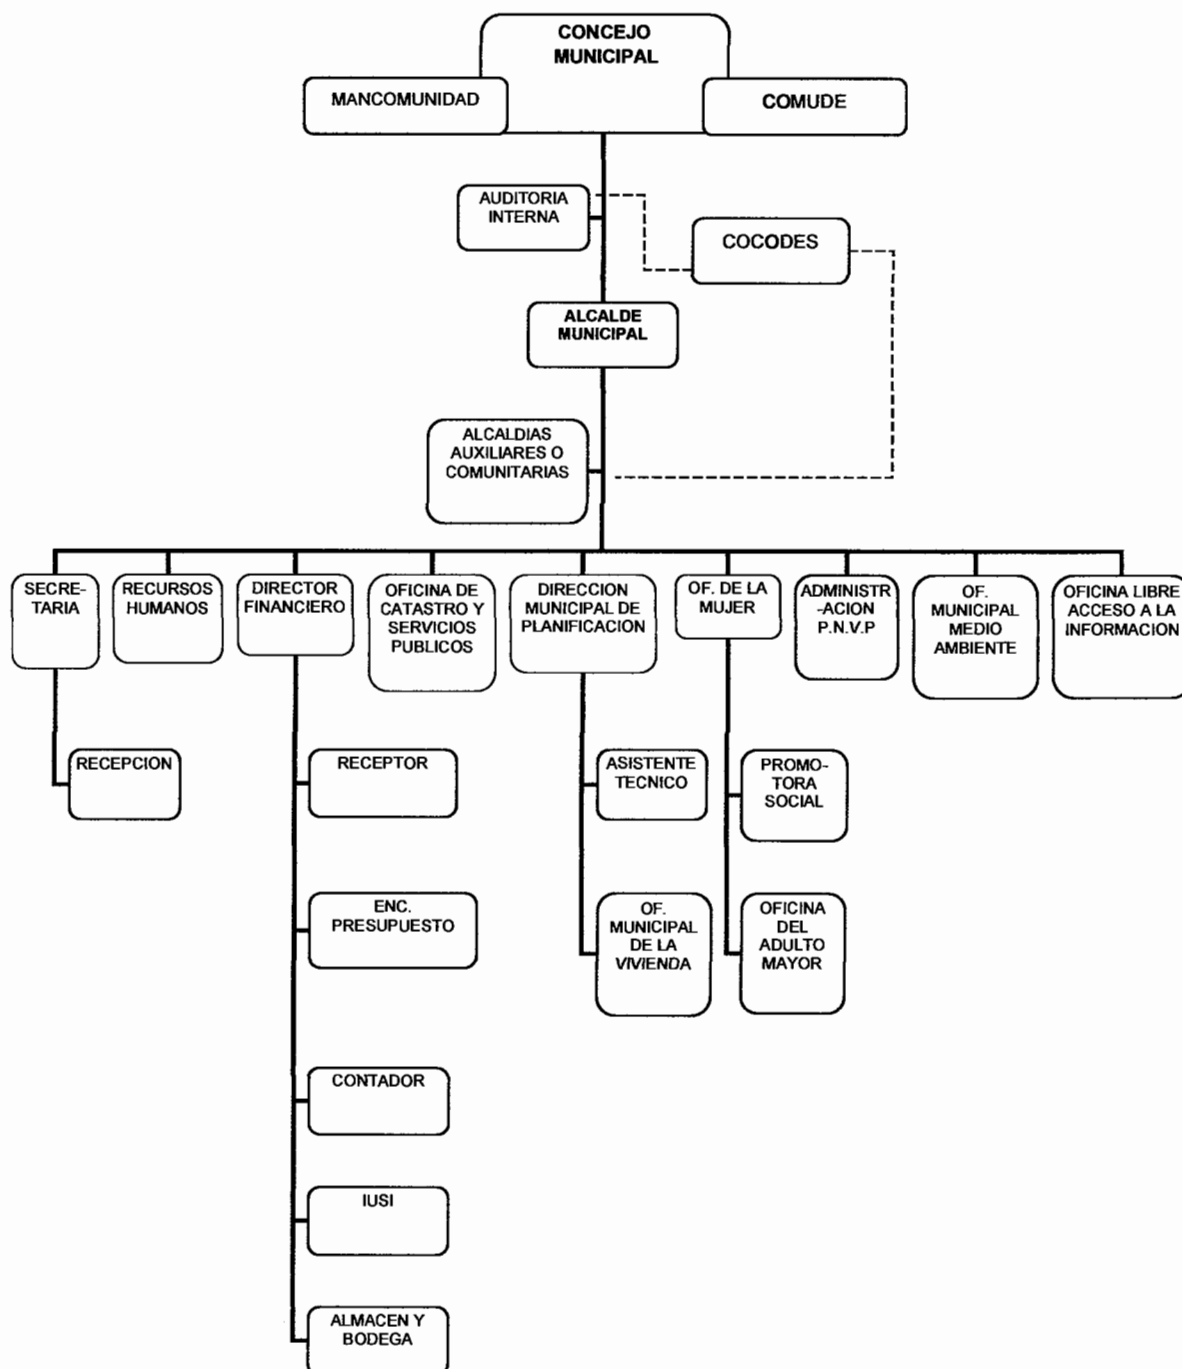 CONCEJO
MUNICIPAL
MANCOMUNIDAD
COMUDE
AUDITORIA
INTERNA
COCODES
ALCALDE
MUNICIPAL
ALCALDIAS
AUXILIARES O
COMUNITARIAS
SECRE-
TARIA
RECURSOS
HUMANOS
DIRECTOR
FINANCIERO
OFICINA DE
CATASTRO Y
SERVICIOS
PUBLICOS
DIRECCION
MUNICIPAL DE
PLANIFICACION
OF. DE LA
MUJER
ADMINISTR
-ACION
P.N.V.P
OF.
MUNICIPAL
MEDIO
AMBIENTE
OFICINA LIBRE
ACCESO A LA
INFORMACION
RECEPCION
RECEPTOR
ASISTENTE
TECNICO
PROMO-
TORA
SOCIAL
ENC.
PRESUPUESTO
OF.
MUNICIPAL
DE LA
VIVIENDA
OFICINA
DEL
ADULTO
MAYOR
CONTADOR
IUSI
ALMACEN Y
BODEGA